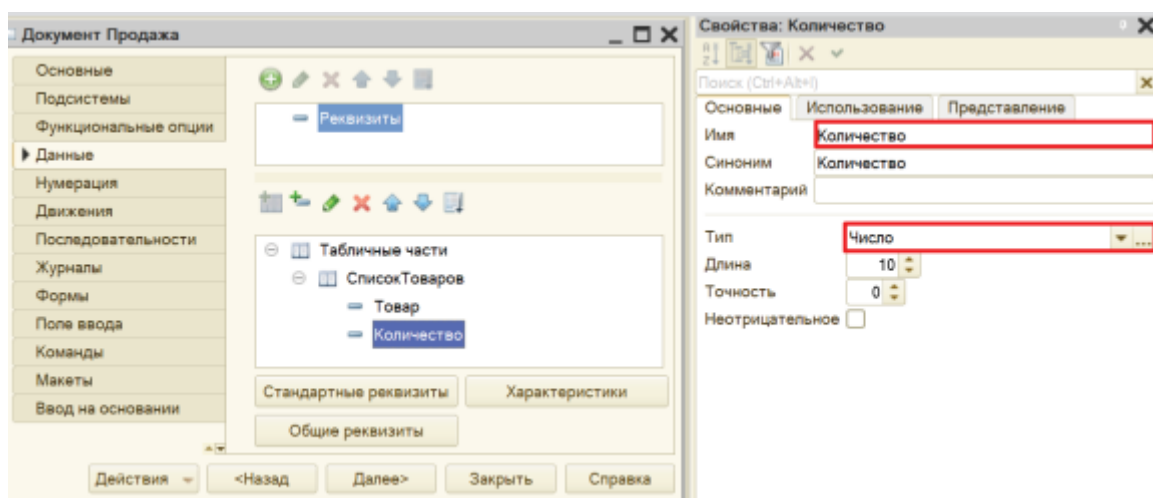 Документ Продажа
Основные
Подсистемы
Функциональные опции
Данные
Нумерация
Движения
Последовательности
Журналы
Формы
Поле ввода
Команды
Макеты
Ввод на основании
Реквизиты
Табличные части
СписокТоваров
Товар
Количество
Стандартные реквизиты
Характеристики
Общие реквизиты
Действия
<Назад
Далее>
Закрыть
Справка
Свойства: Количество
Поиск (Ctrl+Alt+I)
Основные Использование Представление
Имя Количество
Синоним Количество
Комментарий
Тип Число ...
Длина 10
Точность 0
Неотрицательное